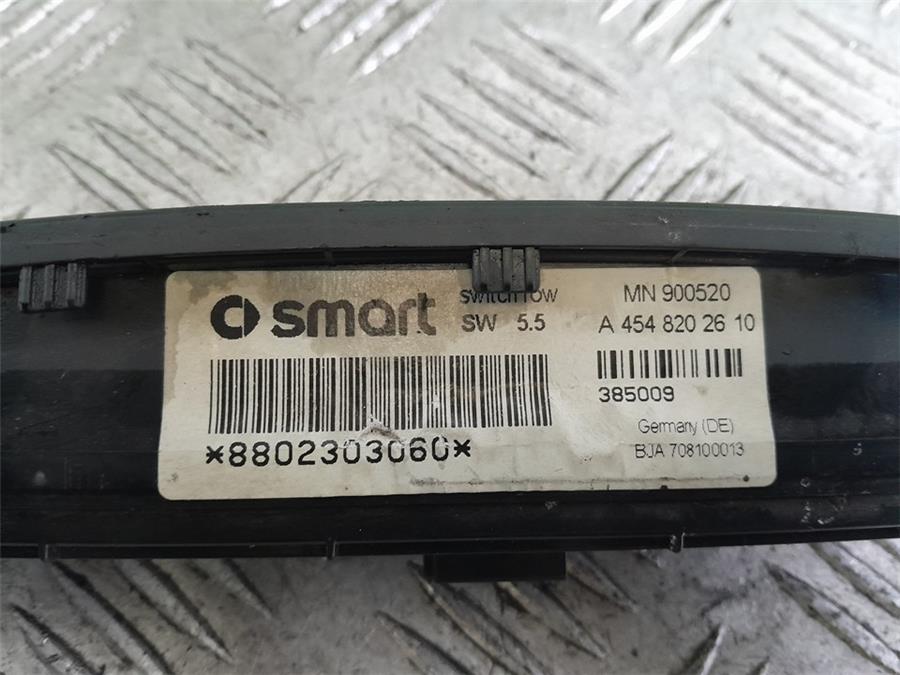 smart
switch row
SW 5.5
MN 900520
A 454 820 26 10
385009
*8802303060*
Germany (DE)
BJA 708100013